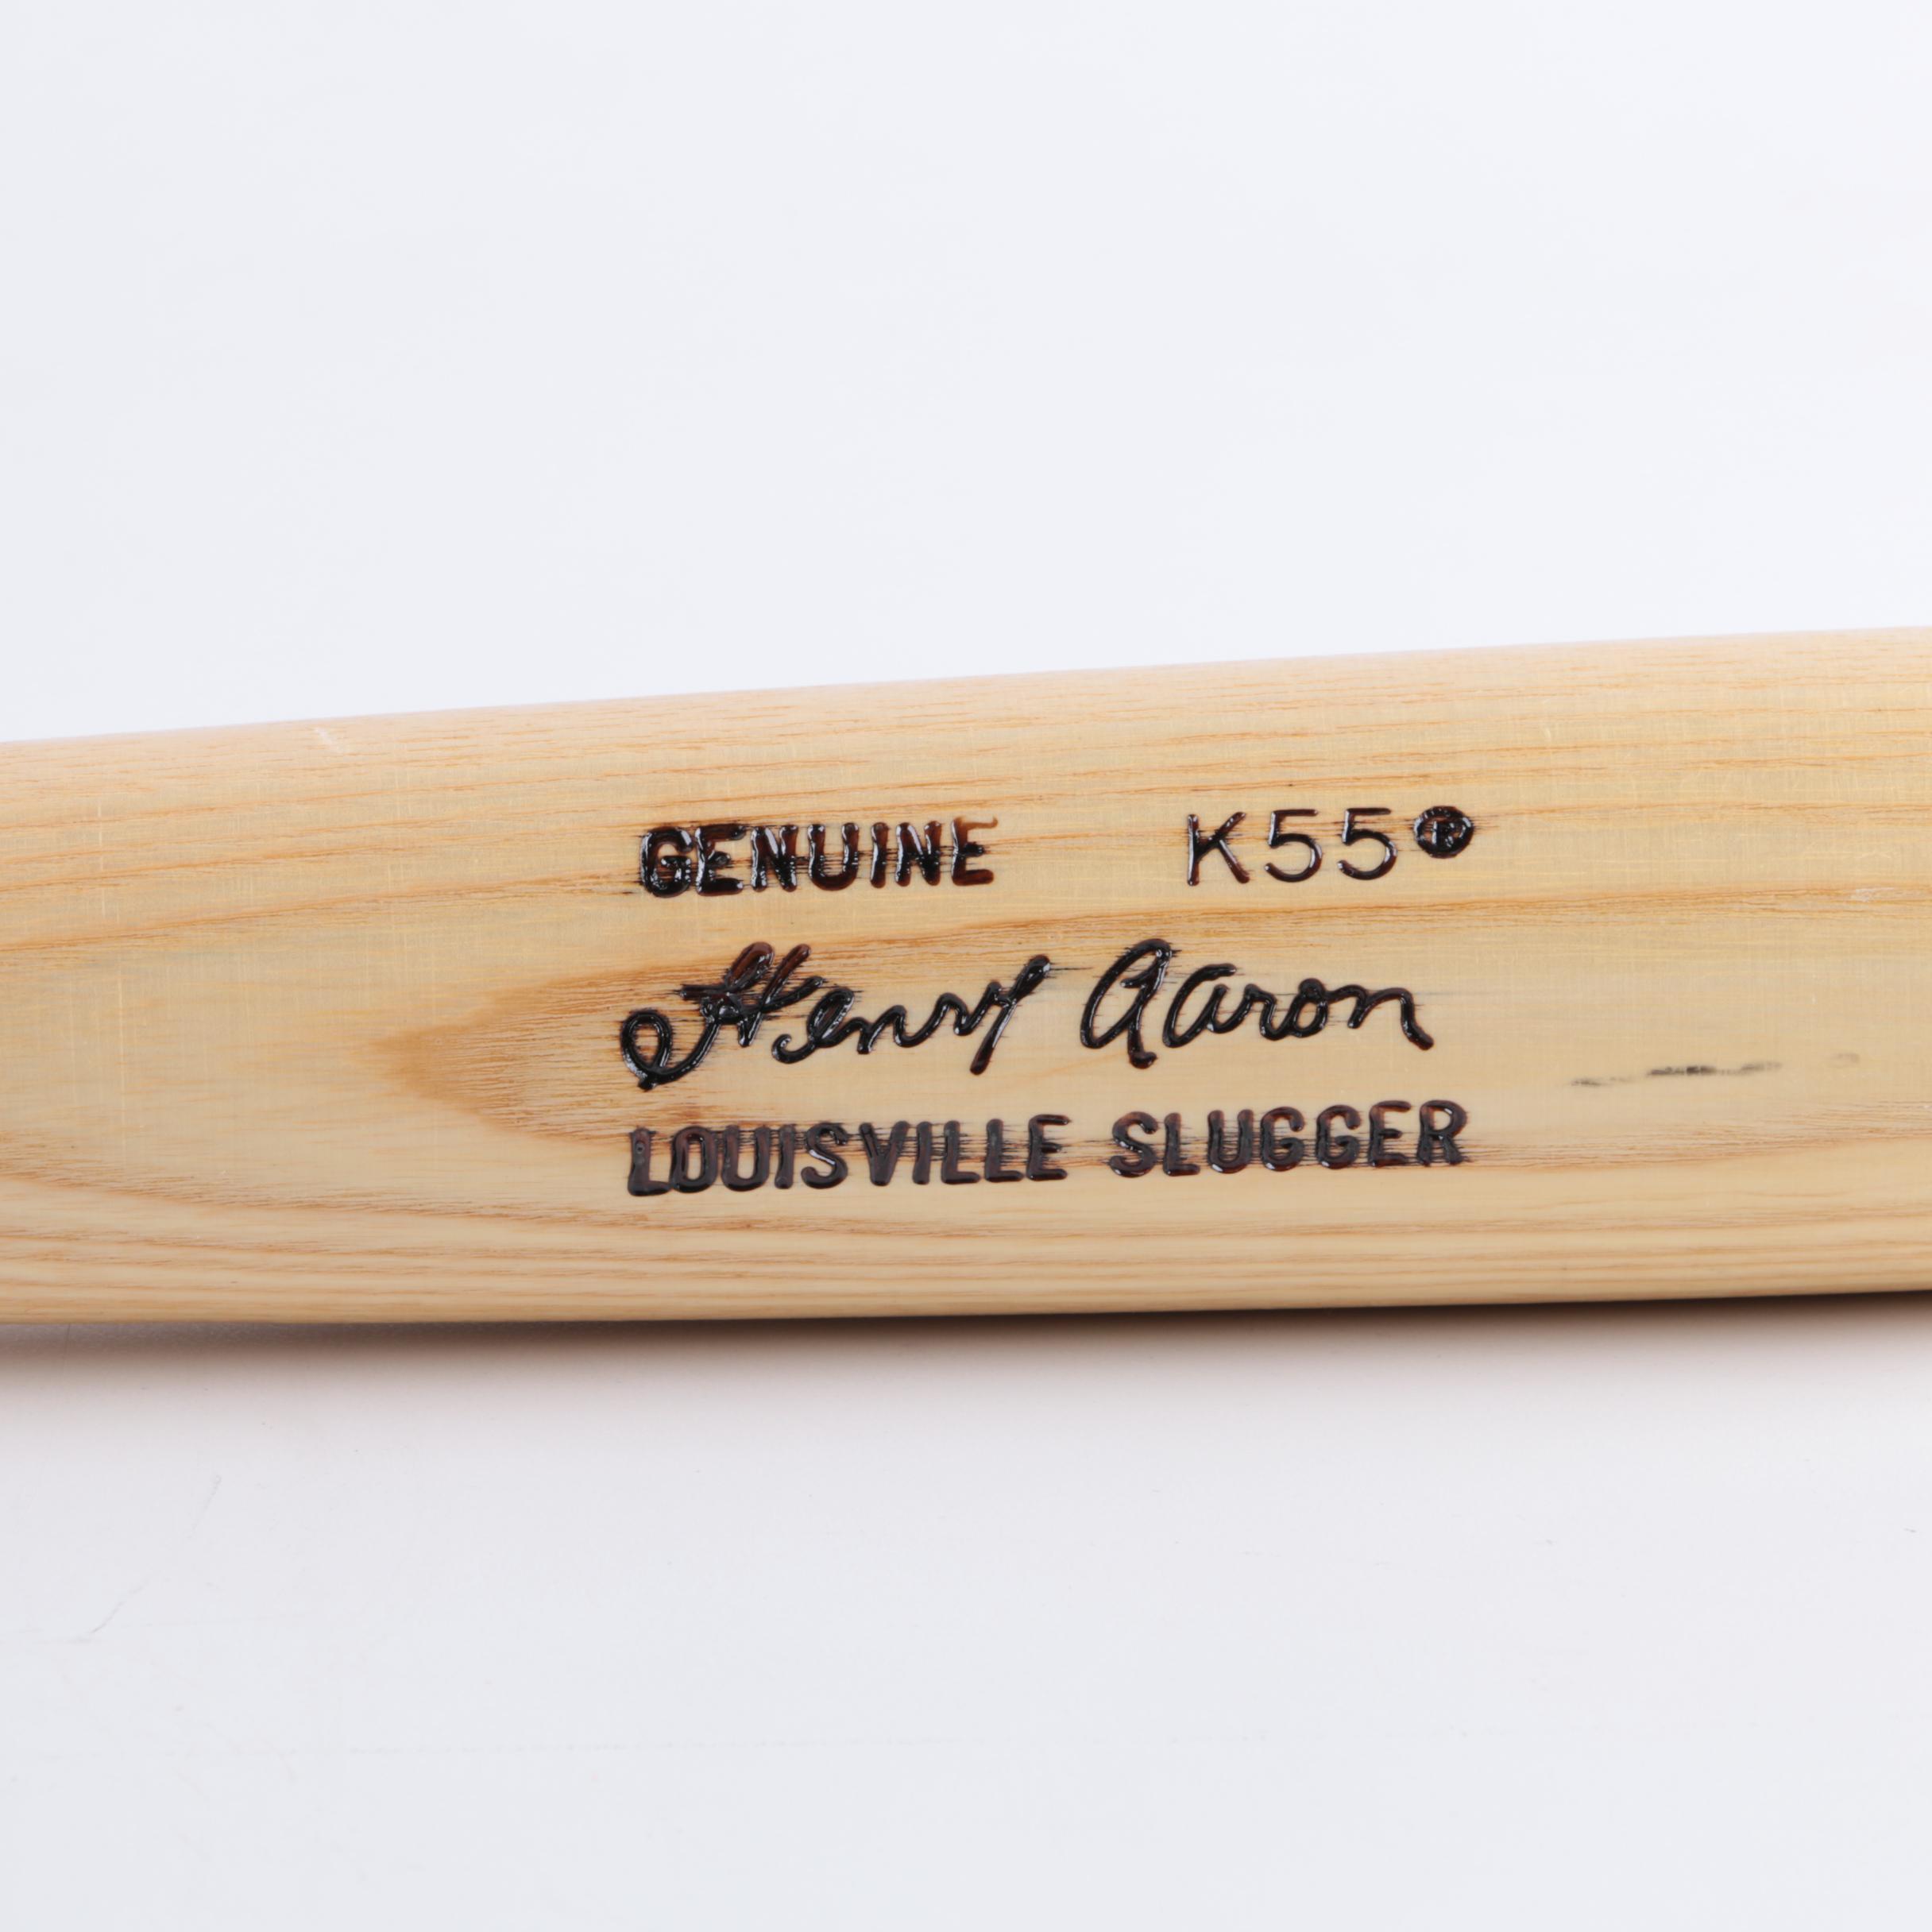 GENUINE K55®
Henry Aaron
LOUISVILLE SLUGGER